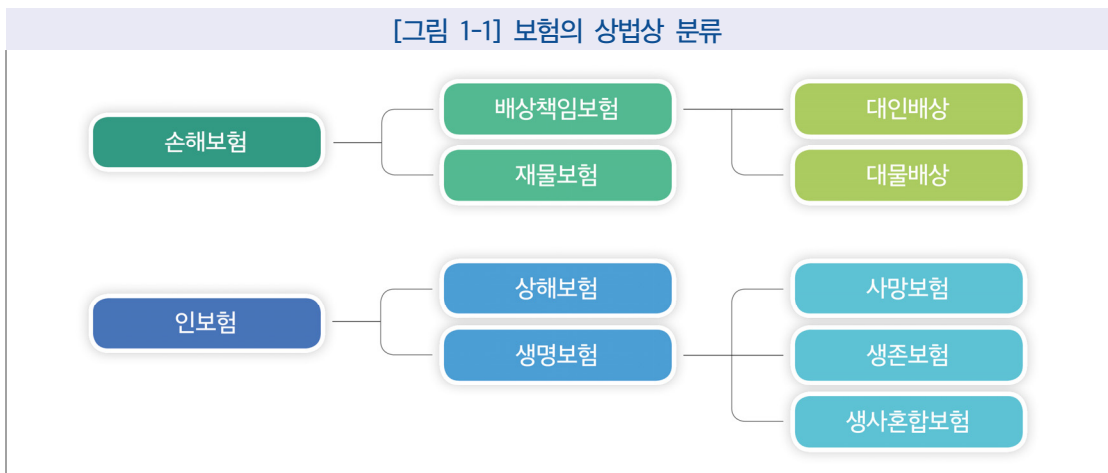 [그림 1-1] 보험의 상법상 분류
손해보험
배상책임보험
재물보험
대인배상
대물배상
인보험
상해보험
생명보험
사망보험
생존보험
생사혼합보험